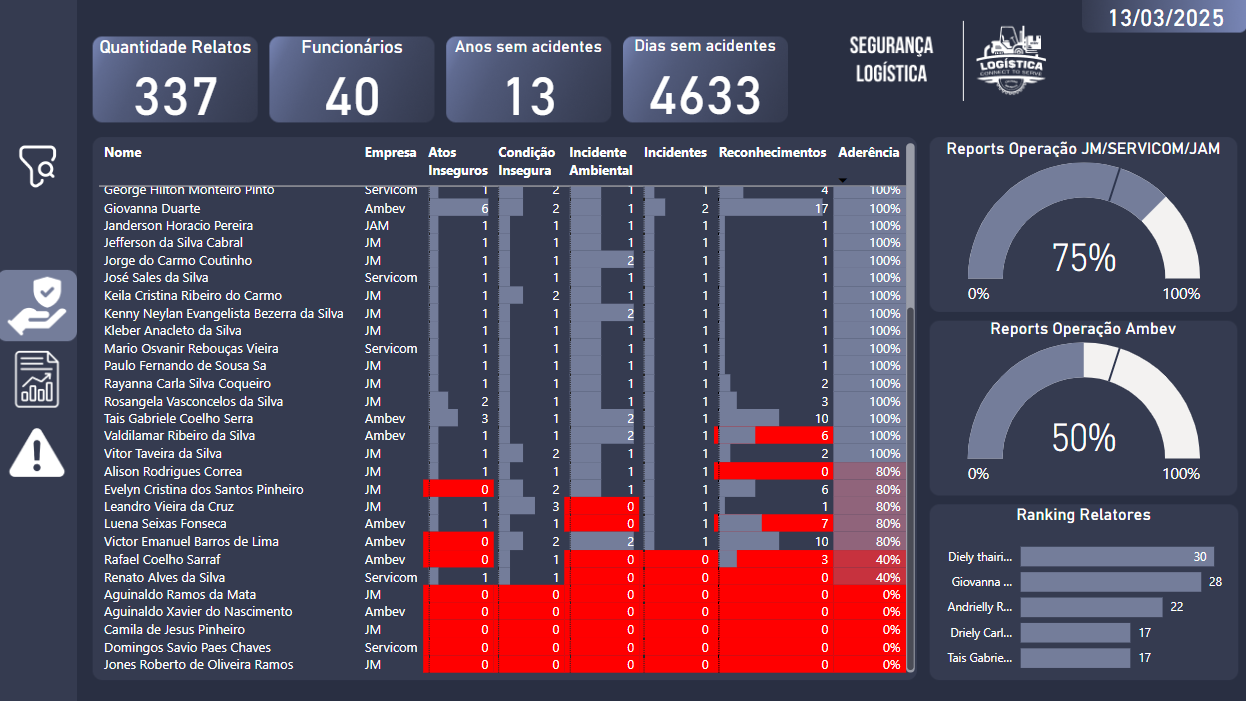 13/03/2025
Quantidade Relatos
337
Funcionários
40
Anos sem acidentes
13
Dias sem acidentes
4633
SEGURANÇA
LOGÍSTICA
LOGÍSTICA
CONNECT TO SERVE
Nome Empresa Atos Inseguros Condição Insegura Incidente Ambiental Incidentes Reconhecimentos Aderência
George Hilton Monteiro Pinto Servicom 1 2 1 1 4 100%
Giovanna Duarte Ambev 6 2 1 2 17 100%
Janderson Horacio Pereira JAM 1 1 1 1 1 100%
Jefferson da Silva Cabral JM 1 1 1 1 1 100%
Jorge do Carmo Coutinho JM 1 1 2 1 1 100%
José Sales da Silva Servicom 1 1 1 1 1 100%
Keila Cristina Ribeiro do Carmo JM 1 2 1 1 1 100%
Kenny Neylan Evangelista Bezerra da Silva JM 1 1 2 1 1 100%
Kleber Anacleto da Silva JM 1 1 1 1 1 100%
Mario Osvanir Rebouças Vieira Servicom 1 1 1 1 1 100%
Paulo Fernando de Sousa Sa JM 1 1 1 1 1 100%
Rayanna Carla Silva Coqueiro JM 1 1 1 1 2 100%
Rosangela Vasconcelos da Silva JM 2 1 1 1 3 100%
Tais Gabriele Coelho Serra Ambev 3 1 2 1 10 100%
Valdilamar Ribeiro da Silva Ambev 1 1 2 1 6 100%
Vitor Taveira da Silva JM 1 2 1 1 2 100%
Alison Rodrigues Correa JM 1 1 1 1 0 80%
Evelyn Cristina dos Santos Pinheiro JM 0 2 1 1 6 80%
Leandro Vieira da Cruz JM 1 3 0 1 1 80%
Luena Seixas Fonseca Ambev 1 1 0 1 7 80%
Victor Emanuel Barros de Lima Ambev 0 2 2 1 10 80%
Rafael Coelho Sarraf Ambev 0 1 0 0 3 40%
Renato Alves da Silva Servicom 1 1 0 0 0 40%
Aguinaldo Ramos da Mata JM 0 0 0 0 0 0%
Aguinaldo Xavier do Nascimento Ambev 0 0 0 0 0 0%
Camila de Jesus Pinheiro JM 0 0 0 0 0 0%
Domingos Savio Paes Chaves Servicom 0 0 0 0 0 0%
Jones Roberto de Oliveira Ramos JM 0 0 0 0 0 0%
Reports Operação JM/SERVICOM/JAM
75%
0% 100%
Reports Operação Ambev
50%
0% 100%
Ranking Relatores
Diely thairi... 30
Giovanna ... 28
Andrielly R... 22
Driely Carl... 17
Tais Gabrie... 17